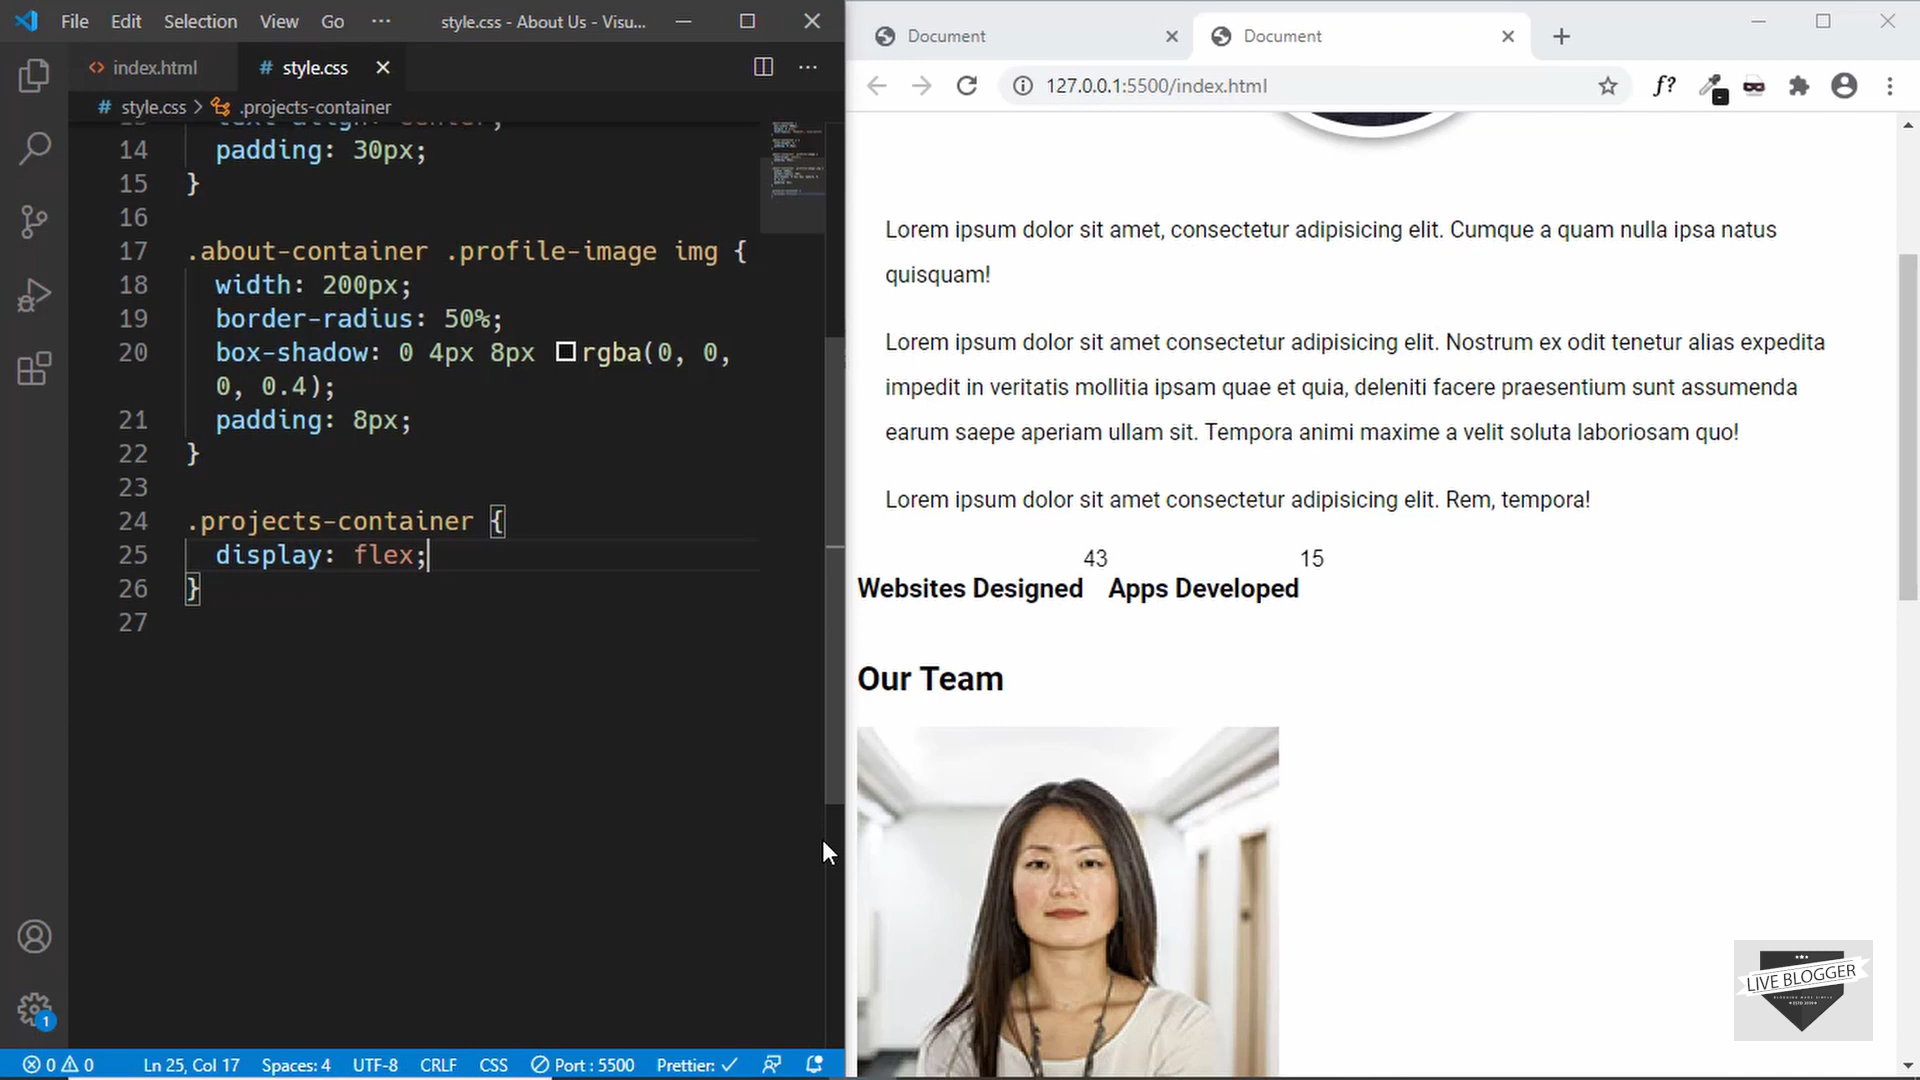 File Edit Selection View Go ··· style.css - About Us - Visu...
index.html style.css
style.css > .projects-container
13 text-align: center;
14 padding: 30px;
15 }
16
17 .about-container .profile-image img {
18 width: 200px;
19 border-radius: 50%;
20 box-shadow: 0 4px 8px rgba(0, 0,
0, 0.4);
21 padding: 8px;
22 }
23
24 .projects-container {
25 display: flex;
26 }
27
1
0 0 Ln 25, Col 17 Spaces: 4 UTF-8 CRLF CSS Port : 5500 Prettier: ✓
Document Document
127.0.0.1:5500/index.html f?
Lorem ipsum dolor sit amet, consectetur adipisicing elit. Cumque a quam nulla ipsa natus
quisquam!
Lorem ipsum dolor sit amet consectetur adipisicing elit. Nostrum ex odit tenetur alias expedita
impedit in veritatis mollitia ipsam quae et quia, deleniti facere praesentium sunt assumenda
earum saepe aperiam ullam sit. Tempora animi maxime a velit soluta laboriosam quo!
Lorem ipsum dolor sit amet consectetur adipisicing elit. Rem, tempora!
43 15
Websites Designed Apps Developed
Our Team
LIVE BLOGGER